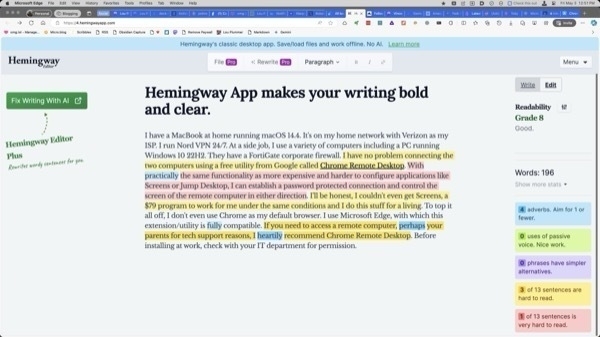 Microsoft Edge File Edit View History Favorites Tools Profiles Tab Window Help
hemingwayapp.com
Hemingway's classic desktop app. Save/load files and work offline. No AI. Learn more
Hemingway
Editor
File Pro
Rewrite Pro
Paragraph
B I
Menu
Fix Writing With AI
Hemingway Editor
Plus
Rewrites wordy sentences for you
Hemingway App makes your writing bold
and clear.
I have a MacBook at home running macOS 14.4. It's on my home network with Verizon as my
ISP. I run Nord VPN 24/7. At a side job, I use a variety of computers including a PC running
Windows 10 22H2. They have a FortiGate corporate firewall. I have no problem connecting the
two computers using a free utility from Google called Chrome Remote Desktop. With
practically the same functionality as more expensive and harder to configure applications like
Screens or Jump Desktop, I can establish a password protected connection and control the
screen of the remote computer in either direction. I'll be honest, I couldn't even get Screens, a
$79 program to work for me under the same conditions and I do this stuff for a living. To top it
all off, I don't even use Chrome as my default browser. I use Microsoft Edge, with which this
extension/utility is fully compatible. If you need to access a remote computer, perhaps your
parents for tech support reasons, I heartily recommend Chrome Remote Desktop. Before
installing at work, check with your IT department for permission.
Write Edit
Readability
Grade 8
Good.
Words: 196
Show more stats
4 adverbs. Aim for 1 or
fewer.
0 uses of passive
voice. Nice work.
0 phrases have simpler
alternatives.
3 of 13 sentences are
hard to read.
1 of 13 sentences is
very hard to read.